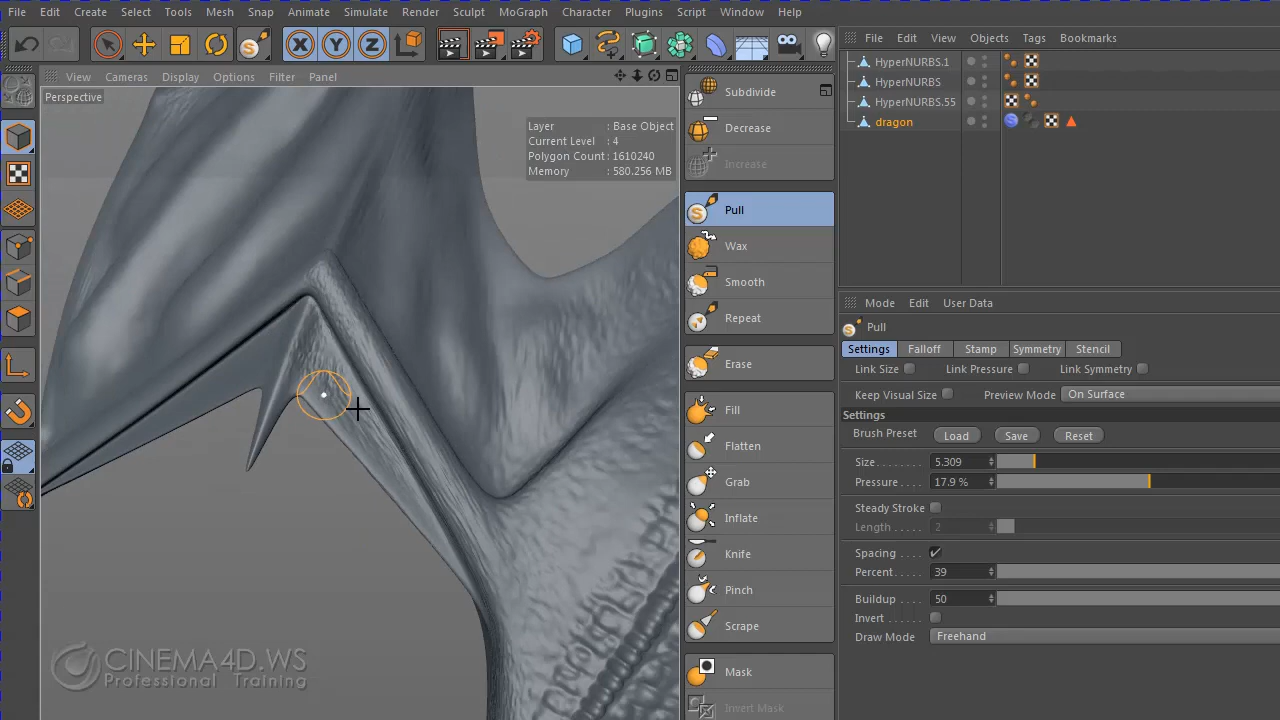 File Edit Create Select Tools Mesh Snap Animate Simulate Render Sculpt MoGraph Character Plugins Script Window Help
View Cameras Display Options Filter Panel
Perspective
Layer : Base Object
Current Level : 4
Polygon Count : 1610240
Memory : 580.256 MB
CINEMA4D.WS
Professional Training
Subdivide
Decrease
Increase
Pull
Wax
Smooth
Repeat
Erase
Fill
Flatten
Grab
Inflate
Knife
Pinch
Scrape
Mask
Invert Mask
File Edit View Objects Tags Bookmarks
HyperNURBS.1
HyperNURBS
HyperNURBS.55
dragon
Mode Edit User Data
Pull
Settings Falloff Stamp Symmetry Stencil
Link Size Link Pressure Link Symmetry
Keep Visual Size Preview Mode On Surface
Settings
Brush Preset Load Save Reset
Size........ 5.309
Pressure..... 17.9 %
Steady Stroke
Length ..... 2
Spacing ....
Percent..... 39
Buildup .... 50
Invert ......
Draw Mode Freehand